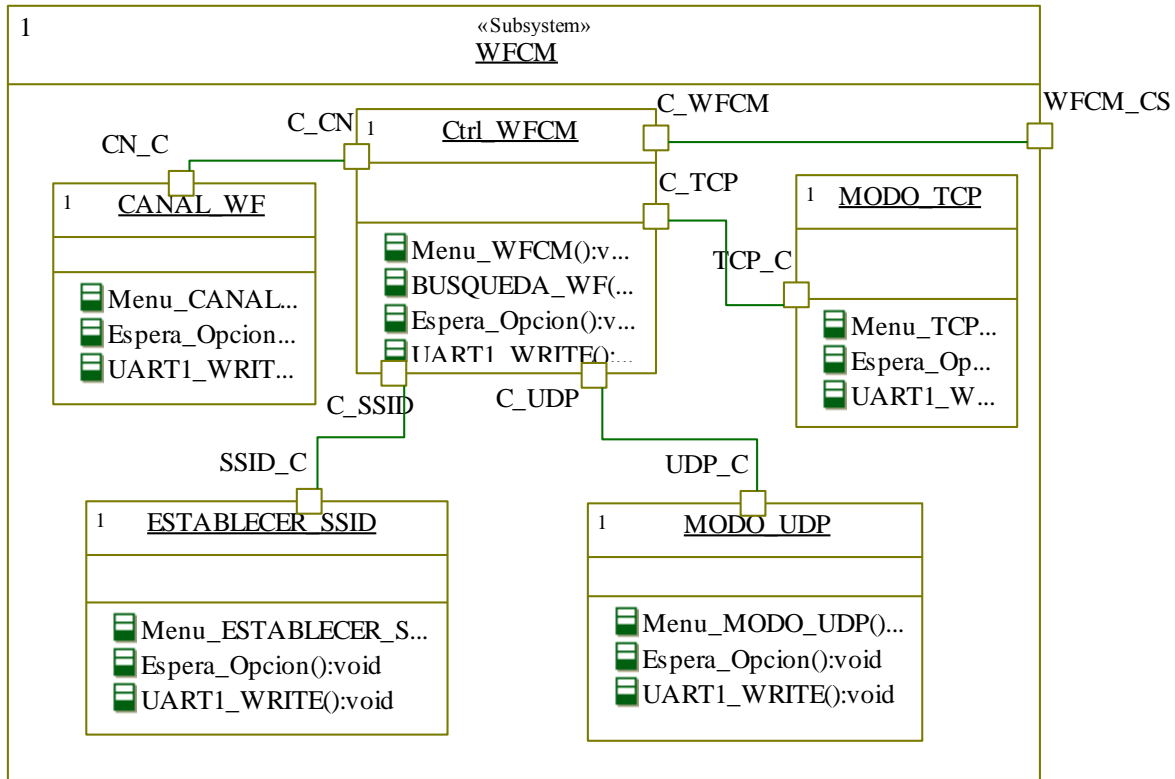 1
«Subsystem»
WFCM
C_WFCM
WFCM_CS
C_CN
1
Ctrl_WFCM
CN_C
C_TCP
1
CANAL_WF
1
MODO_TCP
Menu_WFCM():v...
BUSQUEDA_WF(...
Espera_Opcion():v...
UART1_WRITE():...
TCP_C
Menu_CANAL...
Espera_Opcion...
UART1_WRIT...
Menu_TCP...
Espera_Op...
UART1_W...
C_SSID
C_UDP
SSID_C
UDP_C
1
ESTABLECER_SSID
1
MODO_UDP
Menu_ESTABLECER_S...
Espera_Opcion():void
UART1_WRITE():void
Menu_MODO_UDP()...
Espera_Opcion():void
UART1_WRITE():void